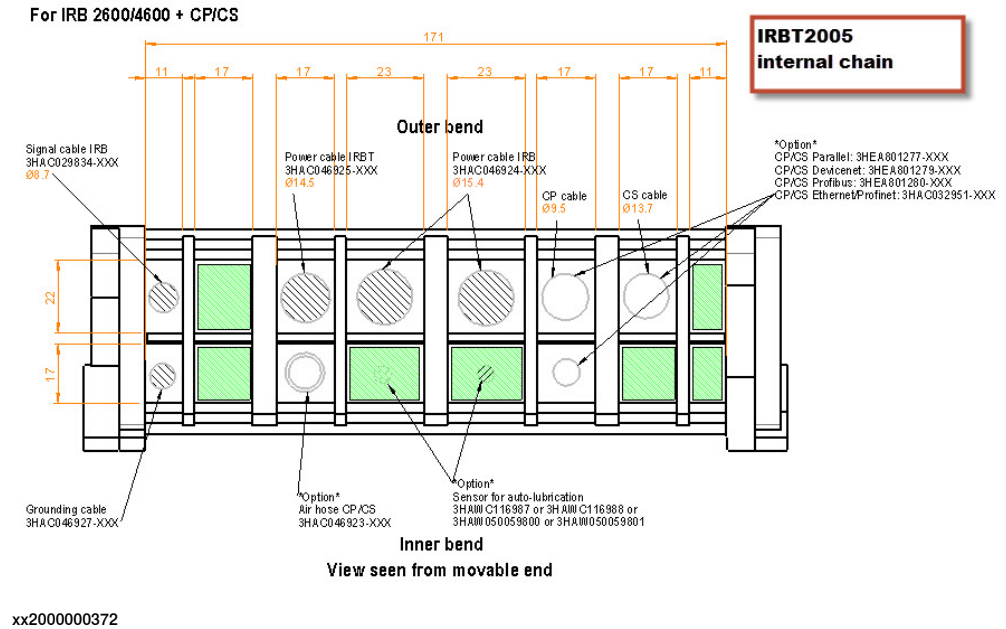 For IRB 2600/4600 + CP/CS
IRBT2005
internal chain
171
11
17
17
23
23
17
17
11
Outer bend
Signal cable IRB
3HAC029834-XXX
Ø8.7
Power cable IRBT
3HAC046925-XXX
Ø14.5
Power cable IRB
3HAC046924-XXX
Ø15.4
CP cable
Ø9.5
CS cable
Ø13.7
*Option*
CP/CS Parallel: 3HEA801277-XXX
CP/CS Devicenet: 3HEA801279-XXX
CP/CS Profibus: 3HEA801280-XXX
CP/CS Ethernet/Profinet: 3HAC032951-XXX
22
17
Grounding cable
3HAC046927-XXX
*Option*
Air hose CP/CS
3HAC046923-XXX
*Option*
Sensor for auto-lubrication
3HAWC116987 or 3HAWC116988 or
3HAW050059800 or 3HAW050059801
Inner bend
View seen from movable end
xx2000000372